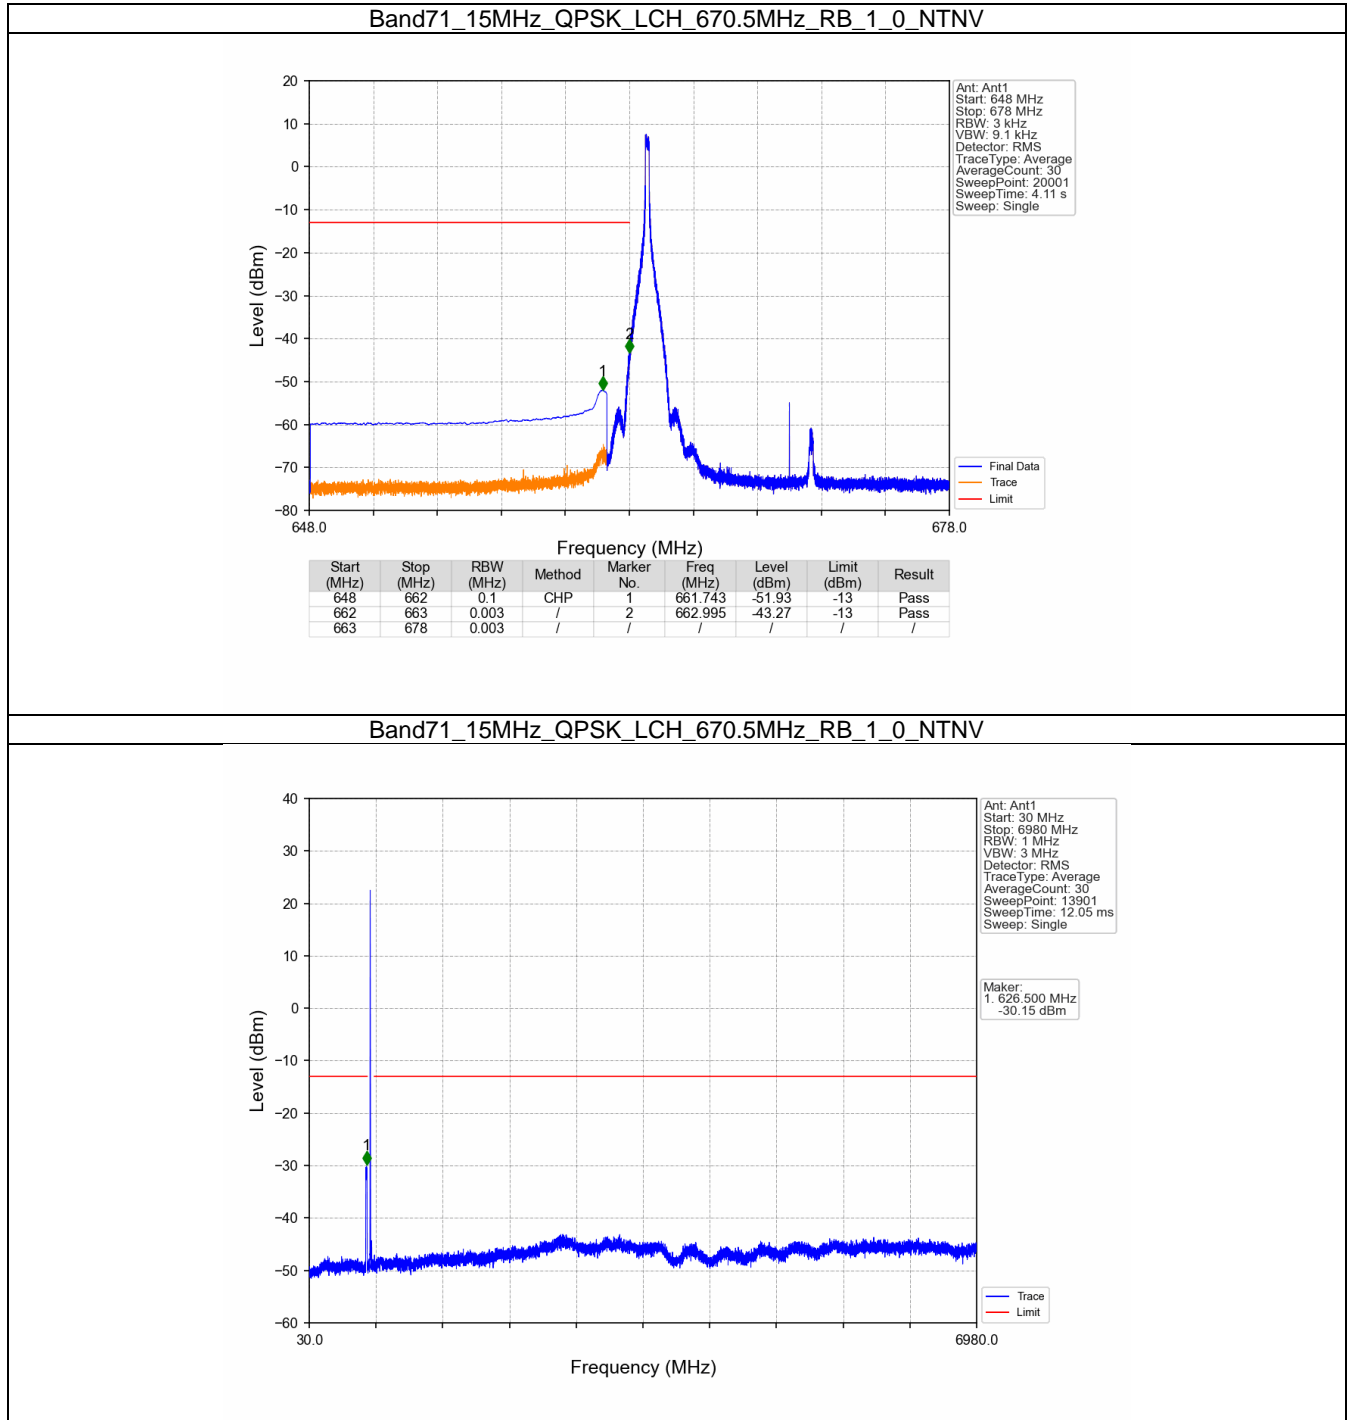 Band71_15MHz_QPSK_LCH_670.5MHz_RB_1_0_NTNV
20
10
0
−10
−20
−30
−40
−50
−60
−70
−80
Level (dBm)
1
2
648.0
678.0
Frequency (MHz)
Ant: Ant1
Start: 648 MHz
Stop: 678 MHz
RBW: 3 kHz
VBW: 9.1 kHz
Detector: RMS
TraceType: Average
AverageCount: 30
SweepPoint: 20001
SweepTime: 4.11 s
Sweep: Single
Final Data
Trace
Limit
Start (MHz) Stop (MHz) RBW (MHz) Method Marker No. Freq (MHz) Level (dBm) Limit (dBm) Result
648 662 0.1 CHP 1 661.743 -51.93 -13 Pass
662 663 0.003 / 2 662.995 -43.27 -13 Pass
663 678 0.003 / / / / / /
Band71_15MHz_QPSK_LCH_670.5MHz_RB_1_0_NTNV
40
30
20
10
0
−10
−20
−30
−40
−50
−60
Level (dBm)
1
30.0
6980.0
Frequency (MHz)
Ant: Ant1
Start: 30 MHz
Stop: 6980 MHz
RBW: 1 MHz
VBW: 3 MHz
Detector: RMS
TraceType: Average
AverageCount: 30
SweepPoint: 13901
SweepTime: 12.05 ms
Sweep: Single
Maker:
1. 626.500 MHz
-30.15 dBm
Trace
Limit